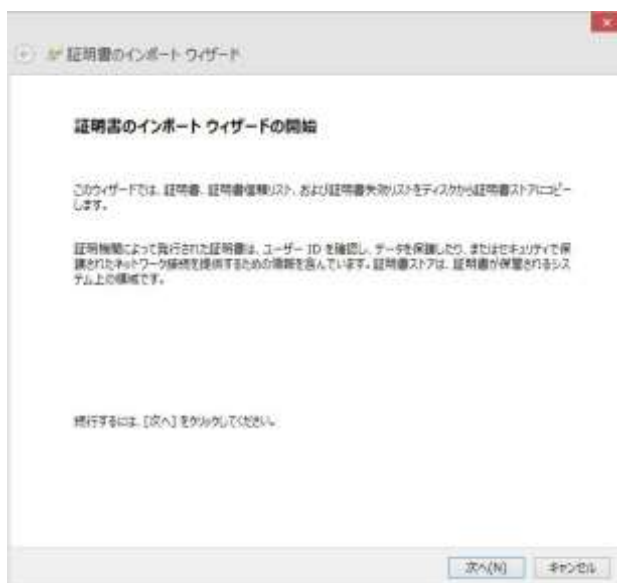 証明書のインポート ウィザード
証明書のインポート ウィザードの開始
このウィザードでは、証明書、証明書信頼リスト、および証明書失効リストをディスクから証明書ストアにコピー
します。
証明機関によって発行された証明書は、ユーザー ID を確認し、データを保護したり、またはセキュリティで保
護されたネットワーク接続を提供するための情報を含んでいます。証明書ストアは、証明書が保管されるシス
テム上の領域です。
続行するには、[次へ] をクリックしてください。
次へ(N)
キャンセル